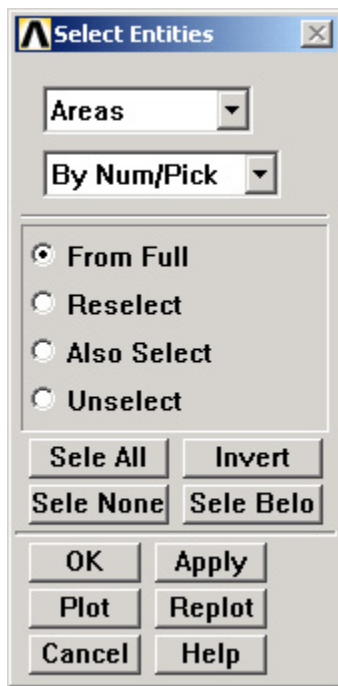 Select Entities
Areas
By Num/Pick
From Full
Reselect
Also Select
Unselect
Sele All Invert
Sele None Sele Belo
OK Apply
Plot Replot
Cancel Help